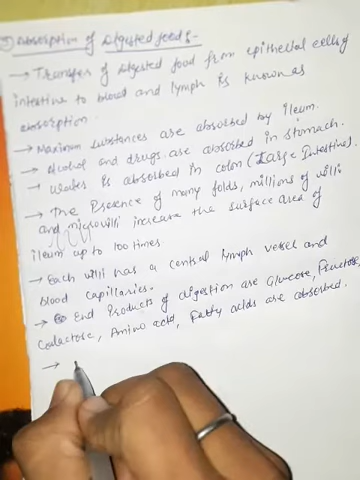 Absorption of Digested food :-
→ Transfer of Digested food from epithelial cells of
intestine to blood and lymph is known as
absorption.
→ Maximum substances are absorbed by ileum.
→ Alcohol and drugs are absorbed in stomach.
→ Water is absorbed in colon (Large Intestine).
→ The Presence of many folds, millions of villi
and microvilli increase the surface area of
ileum up to 100 times
→ Each villi has a central lymph vessel and
blood capillaries.
→ End Products of digestion are Glucose, Fructose,
Galactose, Amino acid, Fatty acids are absorbed.
→